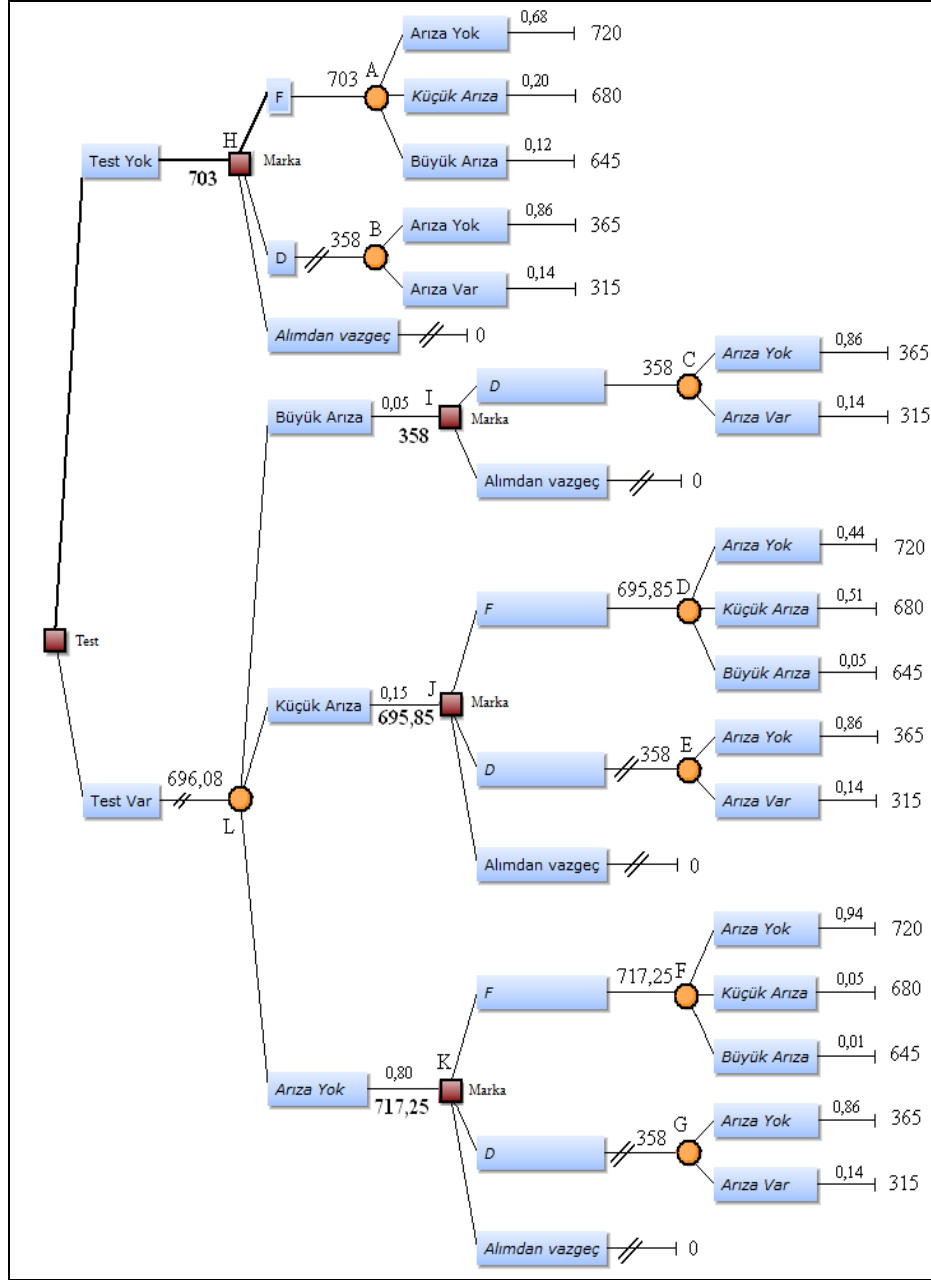 0,68
Arıza Yok 720
703 A
F
0,20
Küçük Arıza 680
H
0,12
Test Yok
Marka
Büyük Arıza 645
703
0,86
B
Arıza Yok 365
358
D
0,14
Arıza Var 315
Alımdan vazgeç 0
0,86
C
Arıza Yok 365
358
I
D
0,05
Büyük Arıza
Marka
0,14
Arıza Var 315
358
Alımdan vazgeç 0
0,44
Arıza Yok 720
695,85 D
0,51
F
Küçük Arıza 680
Test
0,05
Büyük Arıza 645
0,15
J
Küçük Arıza
Marka
695,85
0,86
Arıza Yok 365
E
358
D
0,14
Arıza Var 315
696,08
Test Var
L
Alımdan vazgeç 0
0,94
Arıza Yok 720
717,25 F
0,05
F
Küçük Arıza 680
0,01
Büyük Arıza 645
K
0,80
Arıza Yok
Marka
717,25
0,86
Arıza Yok 365
G
358
D
0,14
Arıza Var 315
Alımdan vazgeç 0